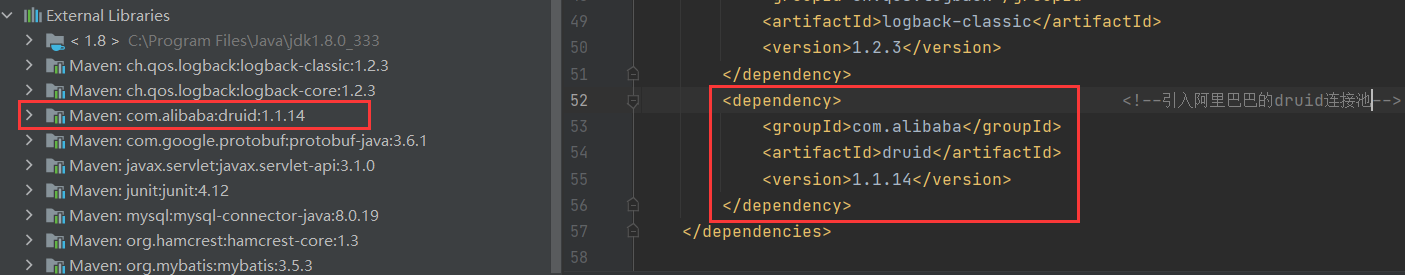 External Libraries
< 1.8 > C:\Program Files\Java\jdk1.8.0_333
Maven: ch.qos.logback:logback-classic:1.2.3
Maven: ch.qos.logback:logback-core:1.2.3
Maven: com.alibaba:druid:1.1.14
Maven: com.google.protobuf:protobuf-java:3.6.1
Maven: javax.servlet:javax.servlet-api:3.1.0
Maven: junit:junit:4.12
Maven: mysql:mysql-connector-java:8.0.19
Maven: org.hamcrest:hamcrest-core:1.3
Maven: org.mybatis:mybatis:3.5.3
49 <artifactId>logback-classic</artifactId>
50 <version>1.2.3</version>
51 </dependency>
52 <dependency> <!--引入阿里巴巴的druid连接池-->
53 <groupId>com.alibaba</groupId>
54 <artifactId>druid</artifactId>
55 <version>1.1.14</version>
56 </dependency>
57 </dependencies>
58